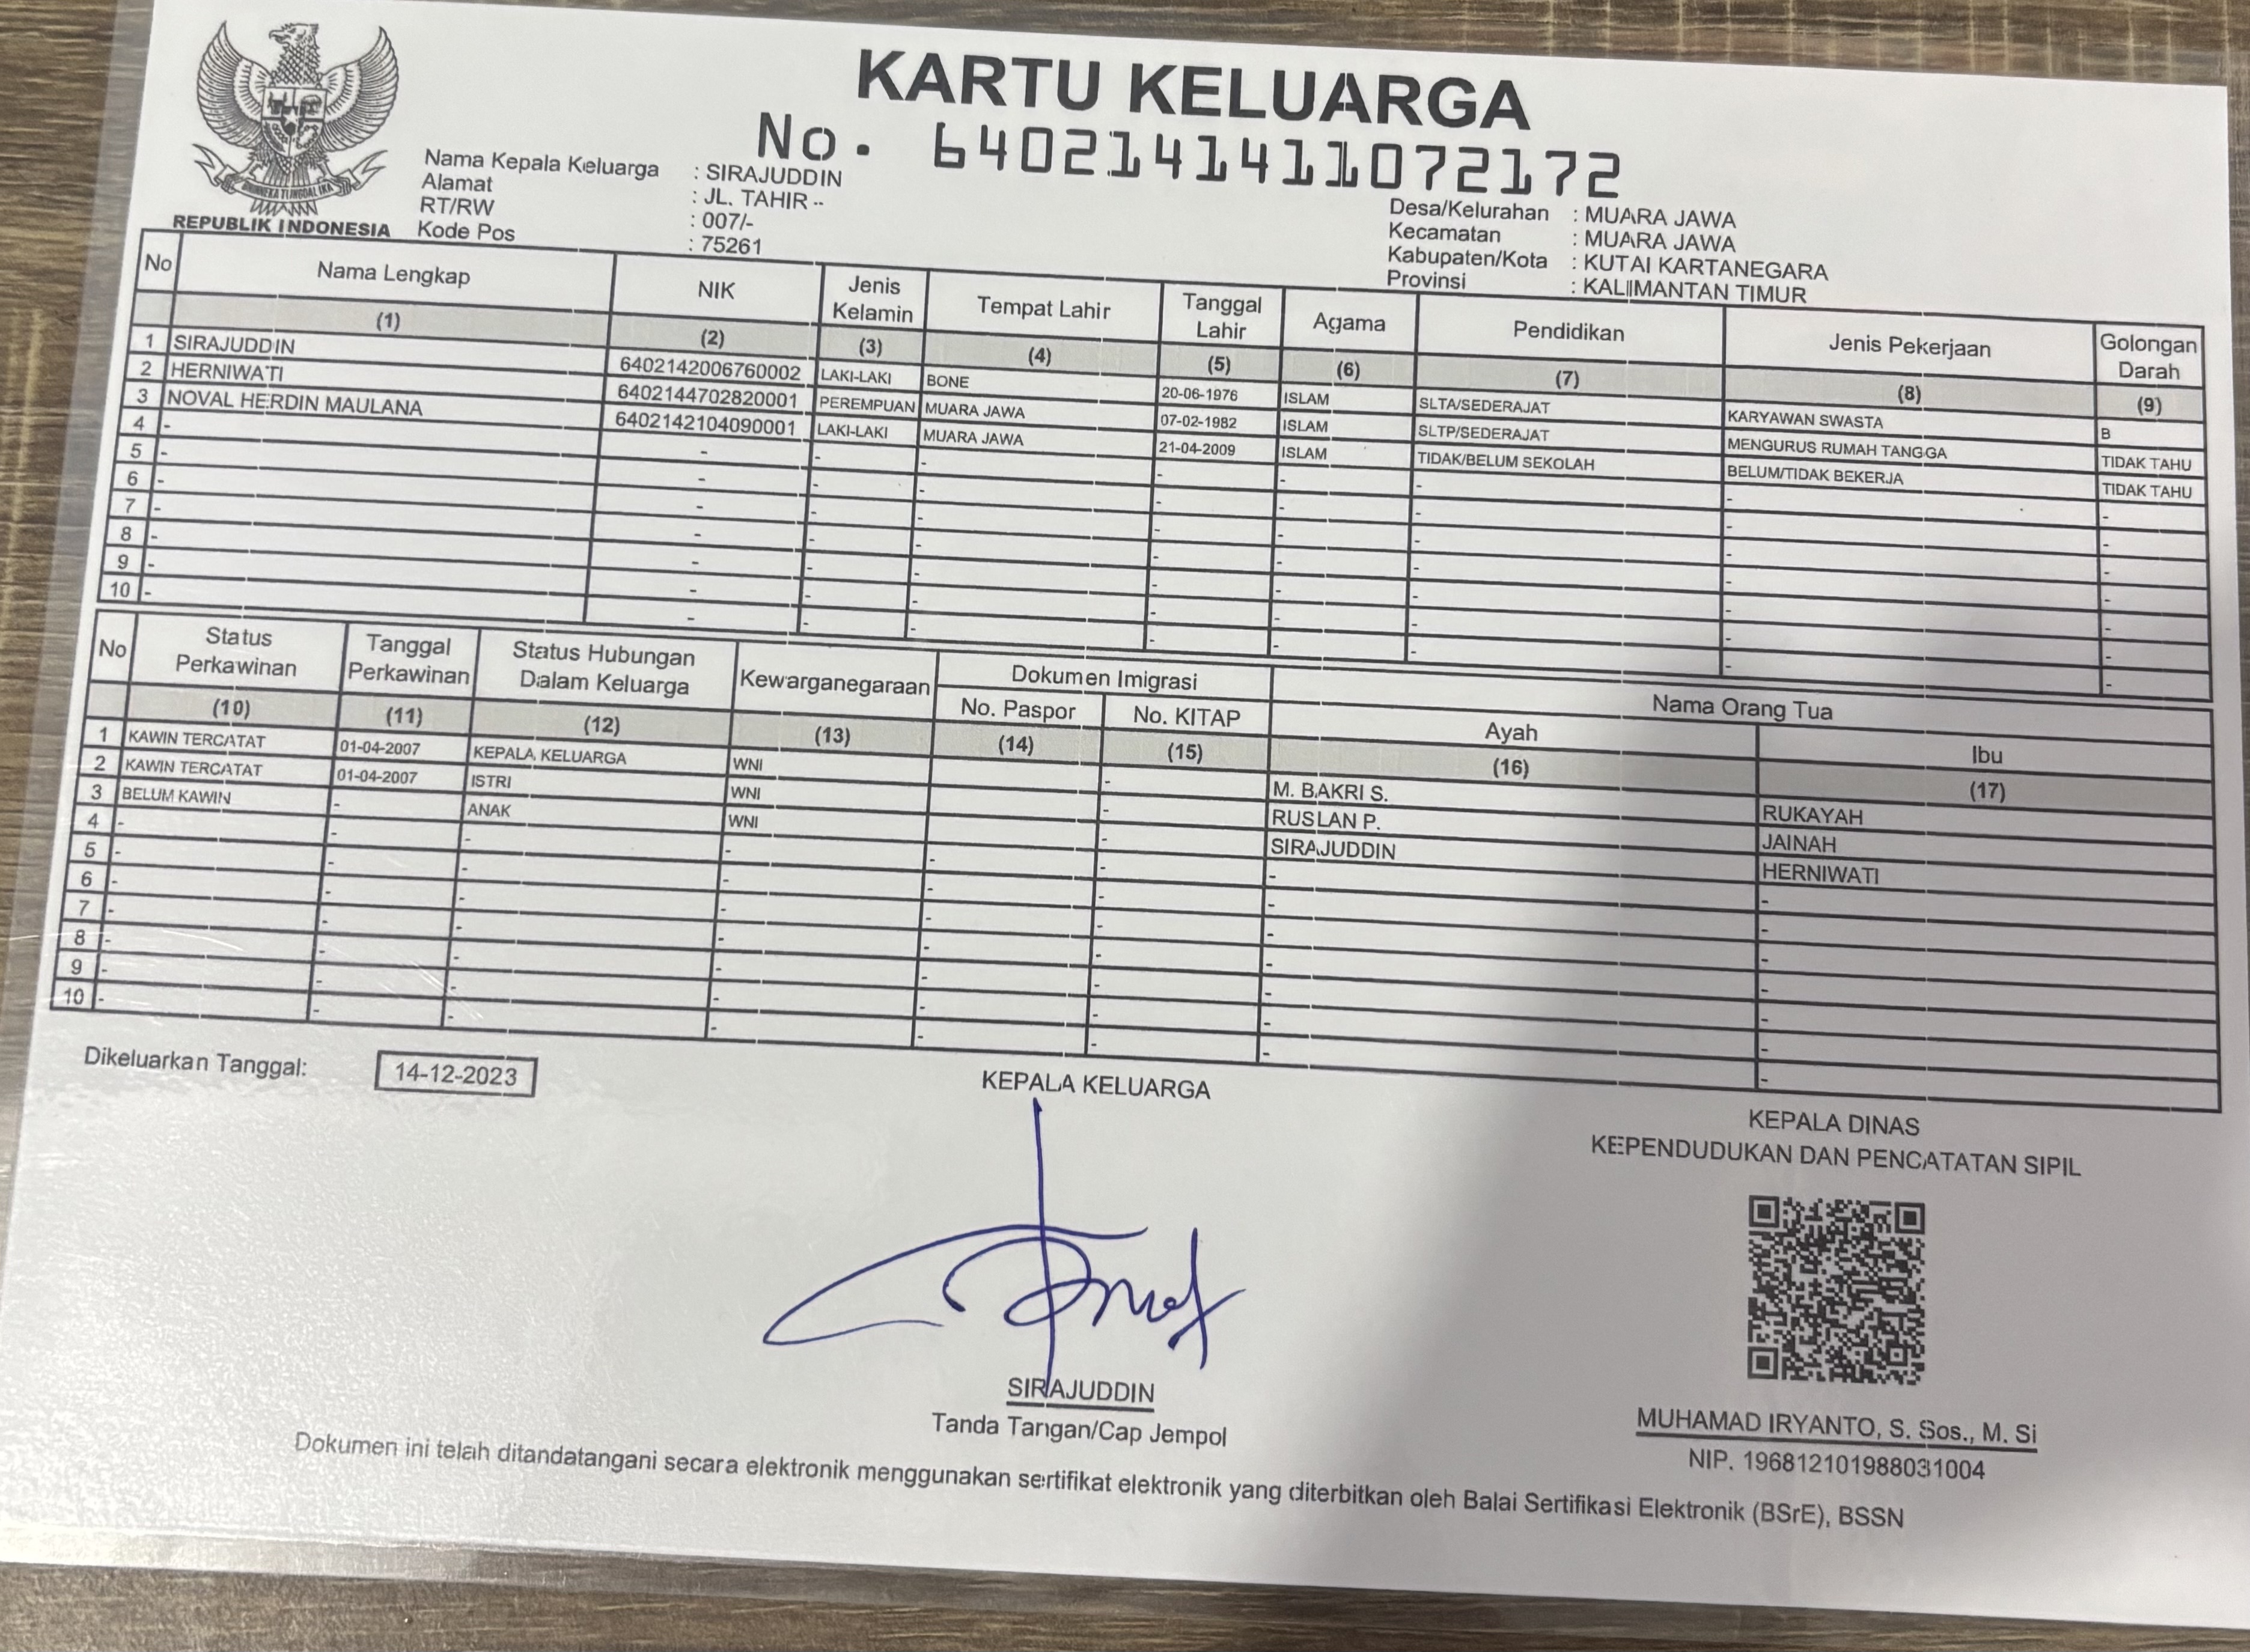 KARTU KELUARGA
No. 6402141411072172
BHINNEKA TUNGGAL IKA
REPUBLIK INDONESIA
Nama Kepala Keluarga : SIRAJUDDIN
Alamat : JL. TAHIR --
RT/RW : 007/-
Kode Pos : 75261
Desa/Kelurahan : MUARA JAWA
Kecamatan : MUARA JAWA
Kabupaten/Kota : KUTAI KARTANEGARA
Provinsi : KALIMANTAN TIMUR
No Nama Lengkap NIK Jenis Kelamin Tempat Lahir Tanggal Lahir Agama Pendidikan Jenis Pekerjaan Golongan Darah
(1) (2) (3) (4) (5) (6) (7) (8) (9)
1 SIRAJUDDIN 6402142006760002 LAKI-LAKI BONE 20-06-1976 ISLAM SLTA/SEDERAJAT KARYAWAN SWASTA B
2 HERNIWATI 6402144702820001 PEREMPUAN MUARA JAWA 07-02-1982 ISLAM SLTP/SEDERAJAT MENGURUS RUMAH TANGGA TIDAK TAHU
3 NOVAL HERDIN MAULANA 6402142104090001 LAKI-LAKI MUARA JAWA 21-04-2009 ISLAM TIDAK/BELUM SEKOLAH BELUM/TIDAK BEKERJA TIDAK TAHU
4 - - - - - - - - -
5 - - - - - - - - -
6 - - - - - - - - -
7 - - - - - - - - -
8 - - - - - - - - -
9 - - - - - - - - -
10 - - - - - - - - -
No Status Perkawinan Tanggal Perkawinan Status Hubungan Dalam Keluarga Kewarganegaraan Dokumen Imigrasi Nama Orang Tua
No. Paspor No. KITAP Ayah Ibu
(10) (11) (12) (13) (14) (15) (16) (17)
1 KAWIN TERCATAT 01-04-2007 KEPALA KELUARGA WNI - M. BAKRI S. RUKAYAH
2 KAWIN TERCATAT 01-04-2007 ISTRI WNI - RUSLAN P. JAINAH
3 BELUM KAWIN - ANAK WNI - SIRAJUDDIN HERNIWATI
4 - - - - - - - -
5 - - - - - - - -
6 - - - - - - - -
7 - - - - - - - -
8 - - - - - - - -
9 - - - - - - - -
10 - - - - - - - -
Dikeluarkan Tanggal: 14-12-2023
KEPALA KELUARGA
SIRAJUDDIN
Tanda Tangan/Cap Jempol
KEPALA DINAS
KEPENDUDUKAN DAN PENCATATAN SIPIL
MUHAMAD IRYANTO, S. Sos., M. Si
NIP. 196812101988031004
Dokumen ini telah ditandatangani secara elektronik menggunakan sertifikat elektronik yang diterbitkan oleh Balai Sertifikasi Elektronik (BSrE), BSSN